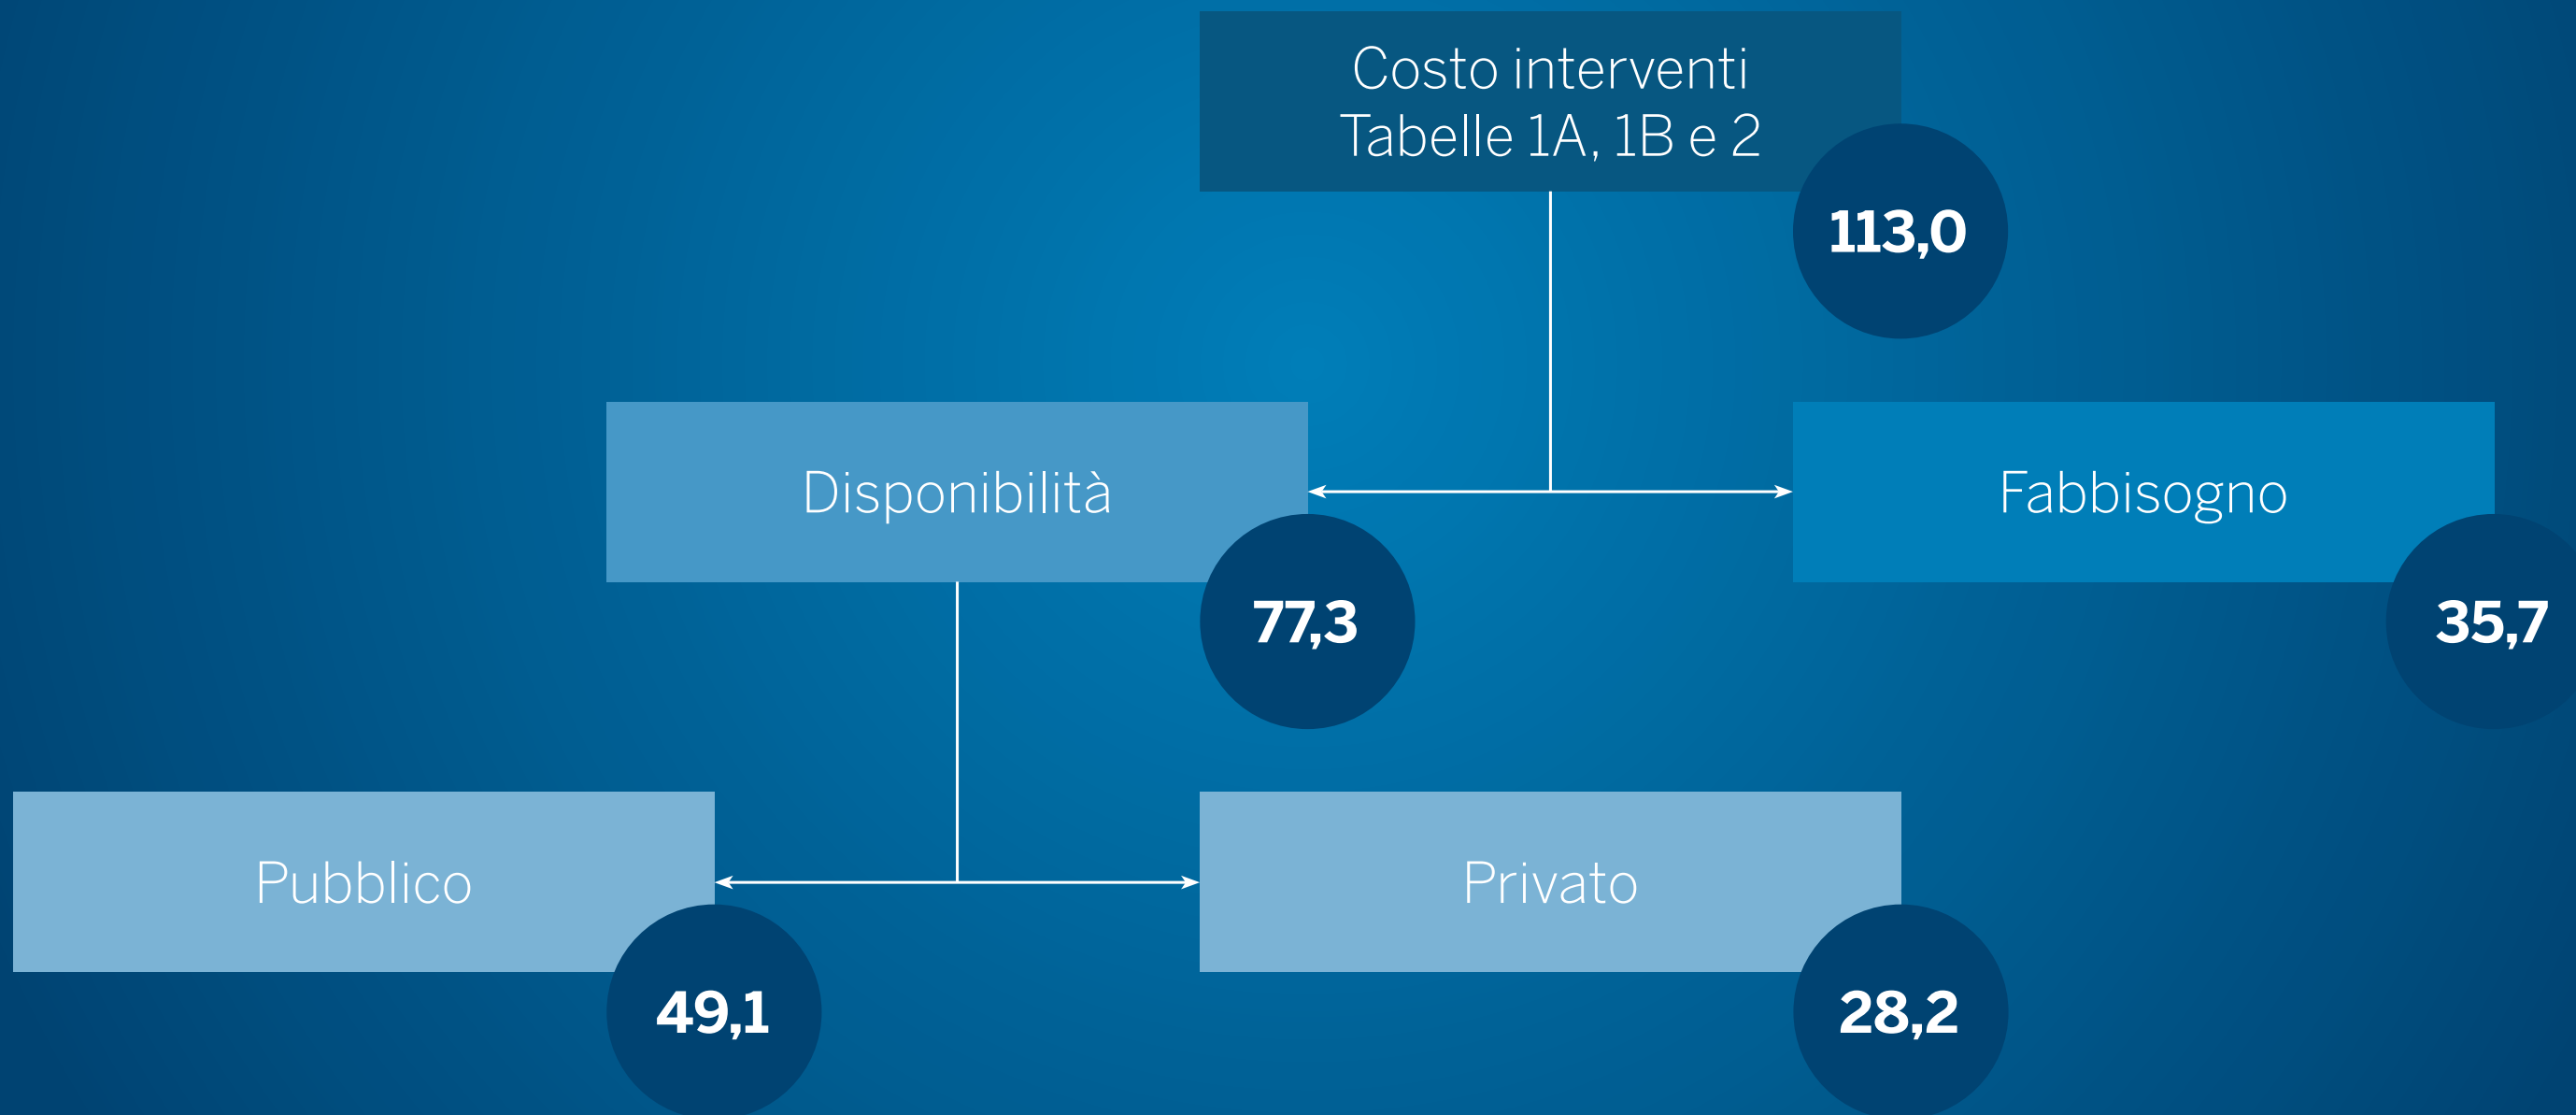 Costo interventi
Tabelle 1A, 1B e 2
113,0
Disponibilità
77,3
Fabbisogno
35,7
Pubblico
49,1
Privato
28,2